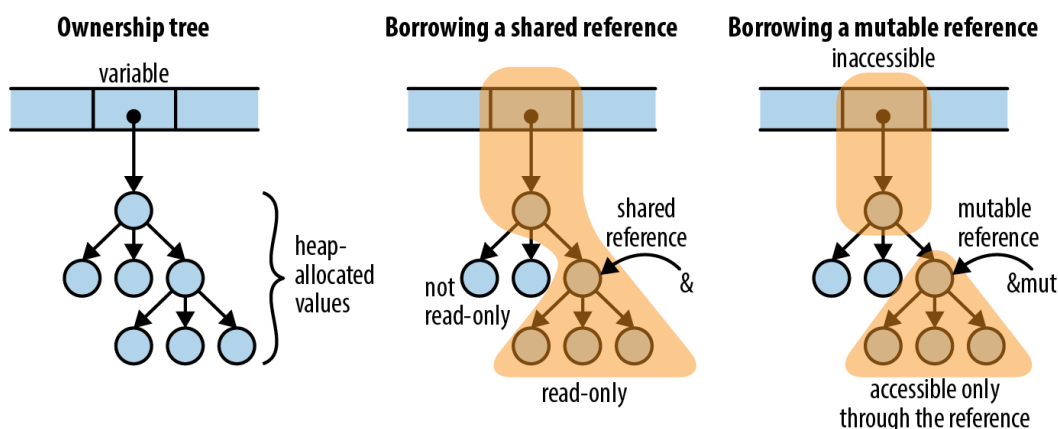 Ownership tree
variable
heap-
allocated
values
Borrowing a shared reference
shared
reference
&
not
read-only
read-only
Borrowing a mutable reference
inaccessible
mutable
reference
&mut
accessible only
through the reference